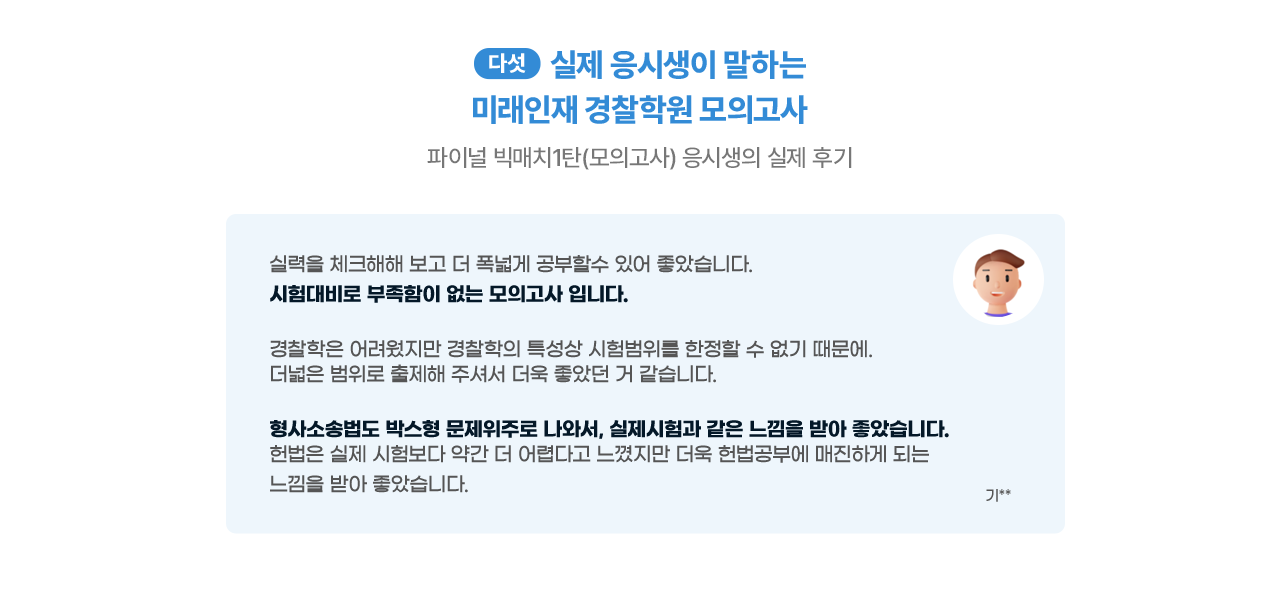 다섯 실제 응시생이 말하는
미래인재 경찰학원 모의고사
파이널 빅매치1탄(모의고사) 응시생의 실제 후기
실력을 체크해해 보고 더 폭넓게 공부할수 있어 좋았습니다.
시험대비로 부족함이 없는 모의고사 입니다.
경찰학은 어려웠지만 경찰학의 특성상 시험범위를 한정할 수 없기 때문에.
더넓은 범위로 출제해 주셔서 더욱 좋았던 거 같습니다.
형사소송법도 박스형 문제위주로 나와서, 실제시험과 같은 느낌을 받아 좋았습니다.
헌법은 실제 시험보다 약간 더 어렵다고 느꼈지만 더욱 헌법공부에 매진하게 되는
느낌을 받아 좋았습니다.
기**